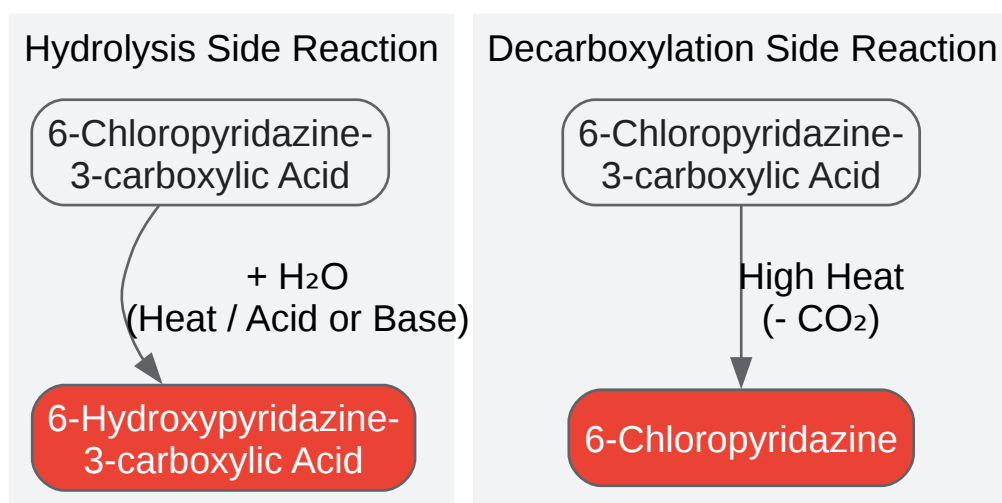 Hydrolysis Side Reaction
6-Chloropyridazine-
3-carboxylic Acid
+ H₂O
(Heat / Acid or Base)
6-Hydroxypyridazine-
3-carboxylic Acid
Decarboxylation Side Reaction
6-Chloropyridazine-
3-carboxylic Acid
High Heat
(- CO₂)
6-Chloropyridazine